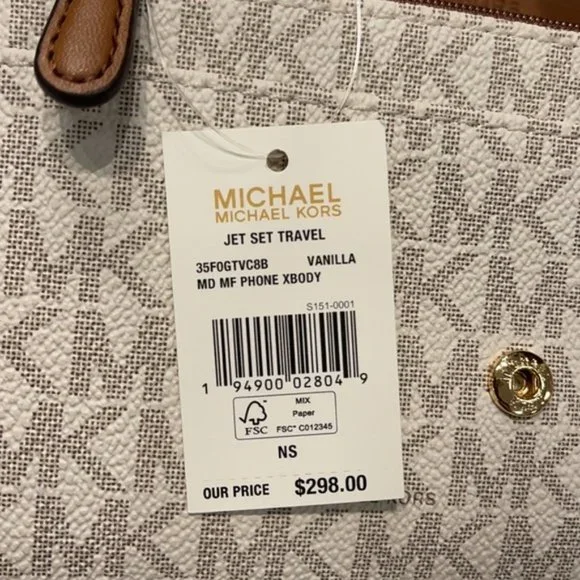 MICHAEL
MICHAEL KORS
JET SET TRAVEL
35F0GTVC8B VANILLA
MD MF PHONE XBODY
S151-0001
1 94900 02804 9
FSC
MIX
Paper
FSC® C012345
NS
OUR PRICE $298.00
ORS